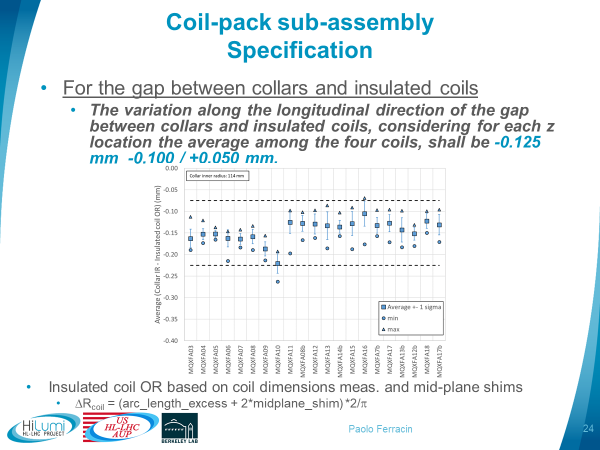 Coil-pack sub-assembly
Specification
• For the gap between collars and insulated coils
• The variation along the longitudinal direction of the gap
between collars and insulated coils, considering for each z
location the average among the four coils, shall be -0.125
mm -0.100 / +0.050 mm.
Collar inner radius: 114 mm
Average (Collar IR - Insulated coil OR) (mm)
0.00
-0.05
-0.10
-0.15
-0.20
-0.25
-0.30
-0.35
-0.40
Average +- 1 sigma
min
max
MQXFA03
MQXFA04
MQXFA05
MQXFA06
MQXFA07
MQXFA08
MQXFA09
MQXFA10
MQXFA11
MQXFA08b
MQXFA12
MQXFA13
MQXFA14b
MQXFA15
MQXFA16
MQXFA7b
MQXFA17
MQXFA13b
MQXFA12b
MQXFA18
MQXFA17b
• Insulated coil OR based on coil dimensions meas. and mid-plane shims
• ΔRcoil = (arc_length_excess + 2*midplane_shim) *2/π
HiLumi
HL-LHC PROJECT
US
HL-LHC
AUP
BERKELEY LAB
Paolo Ferracin
24